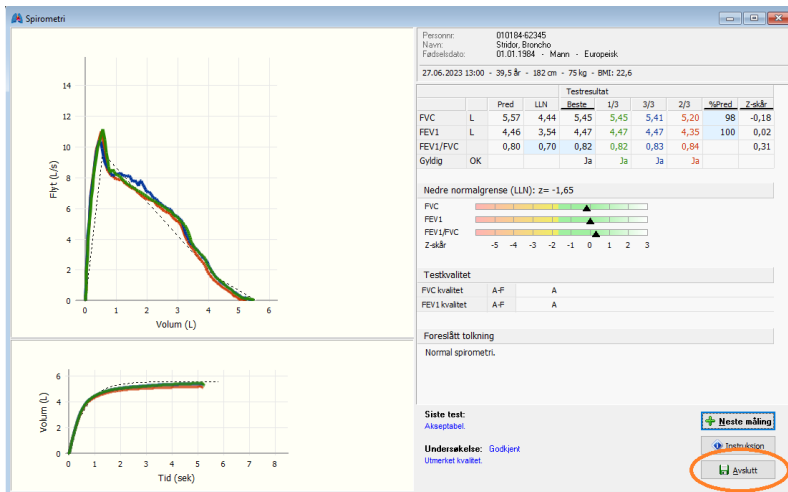 Spirometri
Flyt (L/s)
14
12
10
8
6
4
2
0
0 1 2 3 4 5 6
Volum (L)
Volum (L)
6
4
2
0
0 1 2 3 4 5 6 7 8
Tid (sek)
Personnr: 010184-62345
Navn: Stridor, Broncho
Fødselsdato: 01.01.1984 - Mann - Europeisk
27.06.2023 13:00 - 39,5 år - 182 cm - 75 kg - BMI: 22,6
Testresultat
Pred LLN Beste 1/3 3/3 2/3 %Pred Z-skår
FVC L 5,57 4,44 5,45 5,45 5,41 5,20 98 -0,18
FEV1 L 4,46 3,54 4,47 4,47 4,47 4,35 100 0,02
FEV1/FVC 0,80 0,70 0,82 0,82 0,83 0,84 0,31
Gyldig OK Ja Ja Ja Ja
Nedre normalgrense (LLN): z= -1,65
FVC
FEV1
FEV1/FVC
Z-skår -5 -4 -3 -2 -1 0 1 2 3
Testkvalitet
FVC kvalitet A-F A
FEV1 kvalitet A-F A
Foreslått tolkning
Normal spirometri.
Siste test:
Akseptabel.
Undersøkelse: Godkjent
Utmerket kvalitet.
Neste måling
Instruksjon
Avslutt